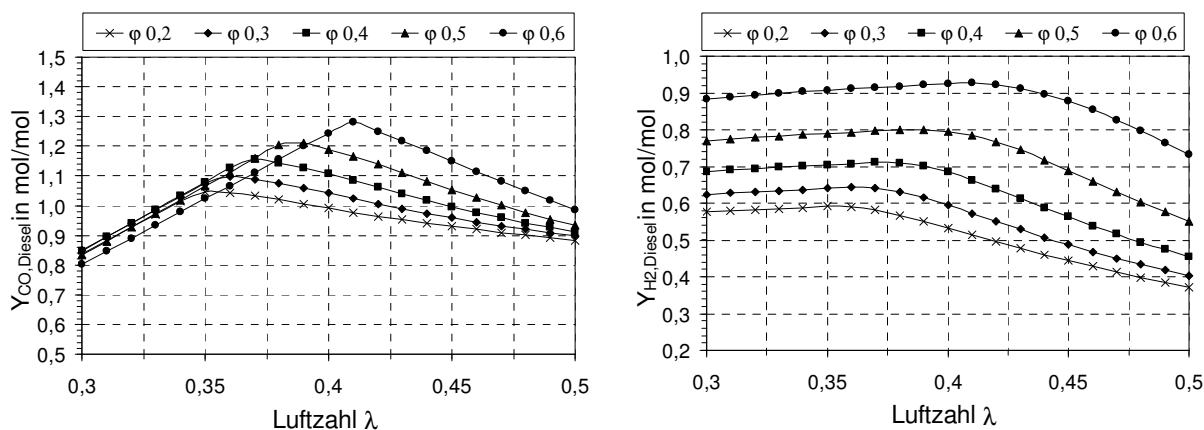 φ 0,2 φ 0,3 φ 0,4 φ 0,5 φ 0,6
1,5
1,4
1,3
1,2
1,1
1,0
0,9
0,8
0,7
0,6
0,5
Y_CO,Diesel in mol/mol
0,3 0,35 0,4 0,45 0,5
Luftzahl λ
φ 0,2 φ 0,3 φ 0,4 φ 0,5 φ 0,6
1,0
0,9
0,8
0,7
0,6
0,5
0,4
0,3
0,2
Y_H2,Diesel in mol/mol
0,3 0,35 0,4 0,45 0,5
Luftzahl λ